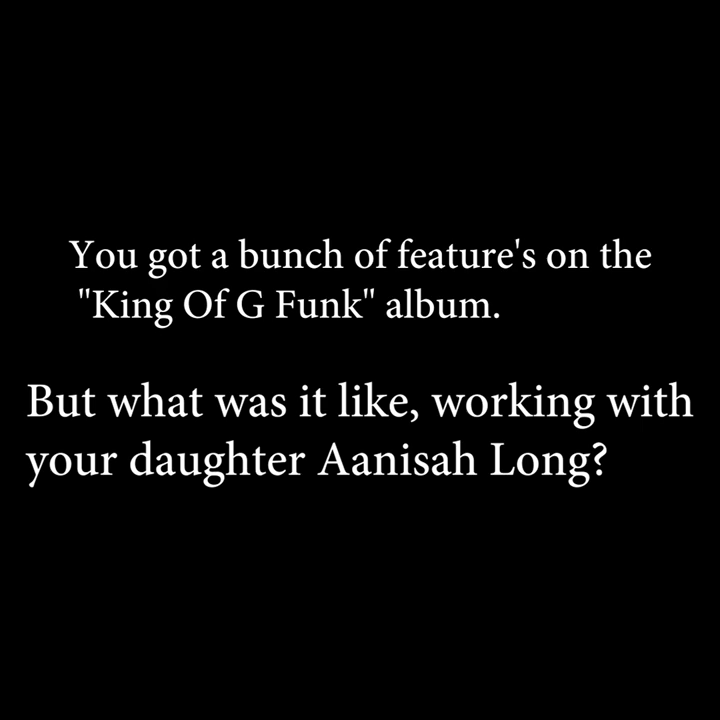 You got a bunch of feature's on the
"King Of G Funk" album.
But what was it like, working with
your daughter Aanisah Long?